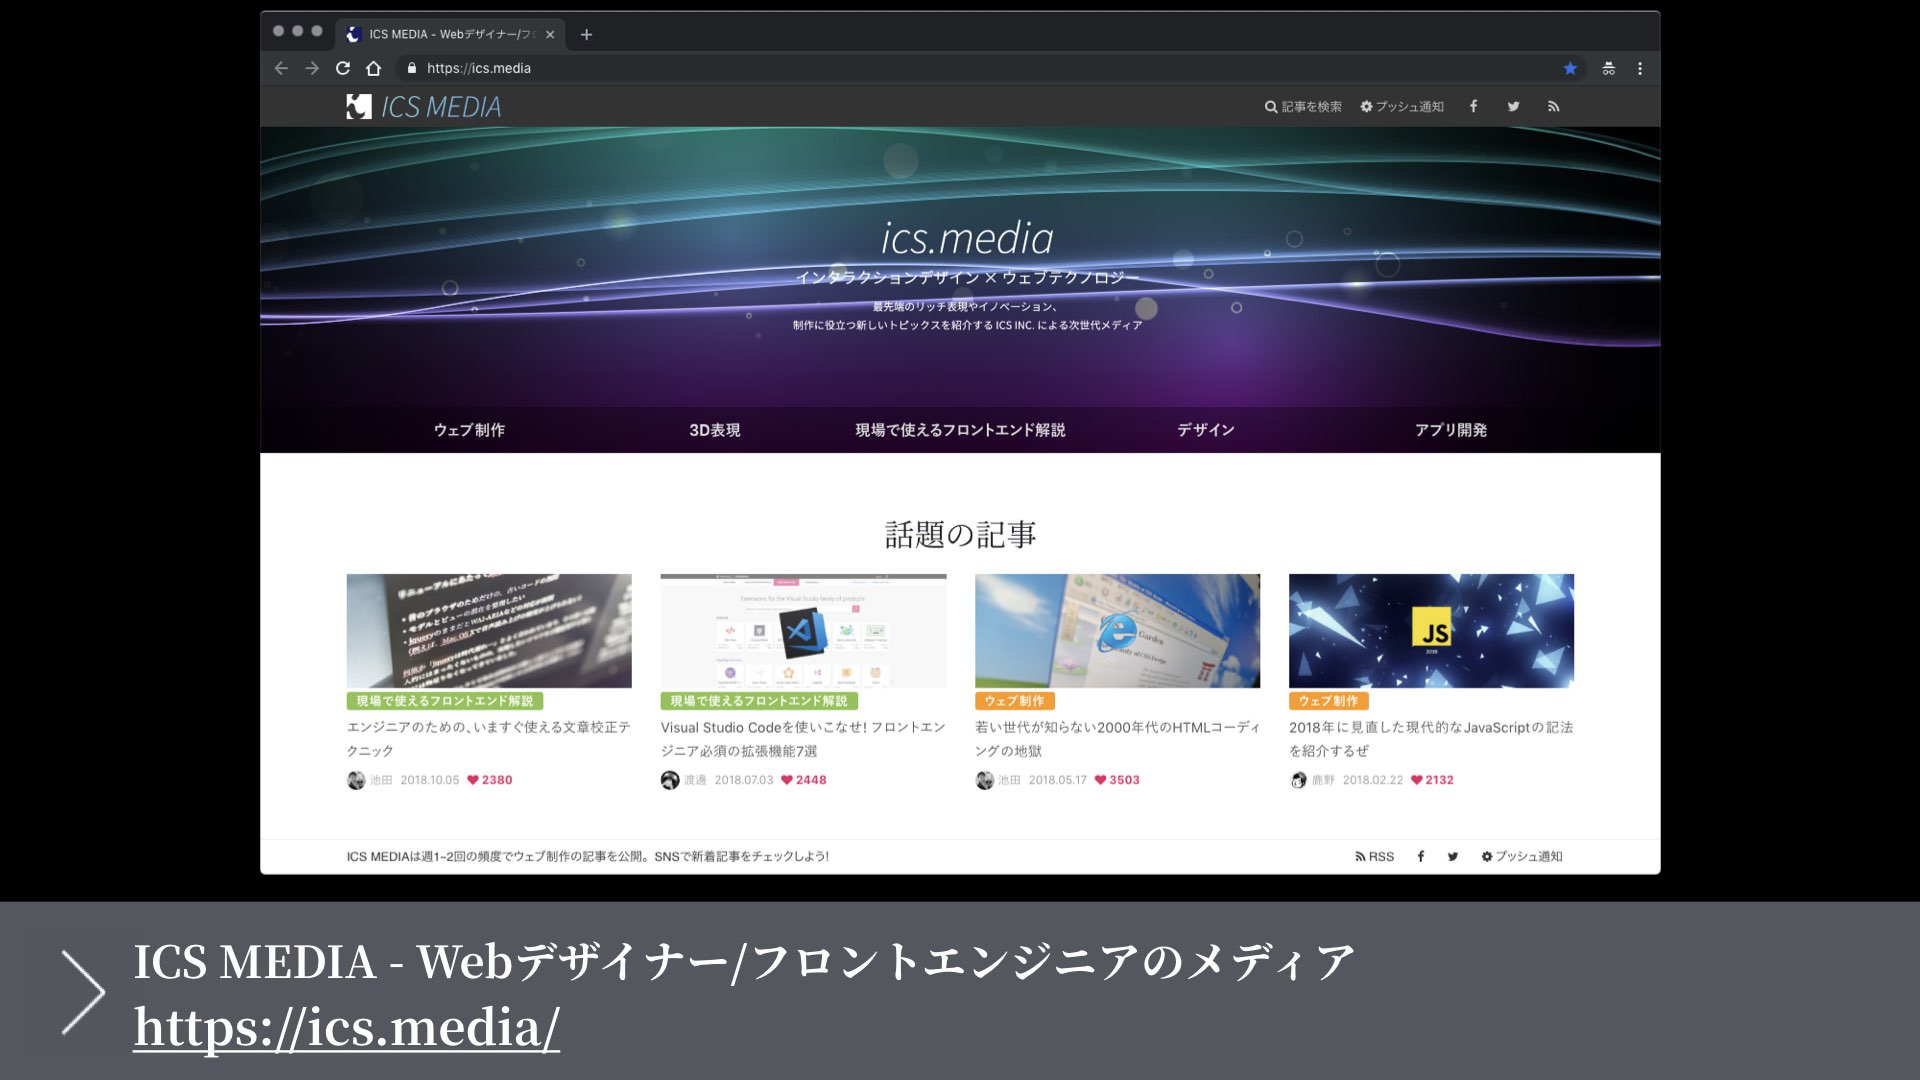 ICS MEDIA - Webデザイナー/フロ
https://ics.media
ICS MEDIA
記事を検索 プッシュ通知
ics.media
インタラクションデザイン × ウェブテクノロジー
最先端のリッチ表現やイノベーション、
制作に役立つ新しいトピックスを紹介する ICS INC. による次世代メディア
ウェブ制作 3D表現 現場で使えるフロントエンド解説 デザイン アプリ開発
話題の記事
Extensions for the Visual Studio family of products
JS
2018
現場で使えるフロントエンド解説
エンジニアのための、いますぐ使える文章校正テ
クニック
池田 2018.10.05 2380
現場で使えるフロントエンド解説
Visual Studio Codeを使いこなせ! フロントエン
ジニア必須の拡張機能7選
渡邊 2018.07.03 2448
ウェブ制作
若い世代が知らない2000年代のHTMLコーディ
ングの地獄
池田 2018.05.17 3503
ウェブ制作
2018年に見直した現代的なJavaScriptの記法
を紹介するぜ
鹿野 2018.02.22 2132
ICS MEDIAは週1~2回の頻度でウェブ制作の記事を公開。SNSで新着記事をチェックしよう!
RSS プッシュ通知
ICS MEDIA - Webデザイナー/フロントエンジニアのメディア
https://ics.media/